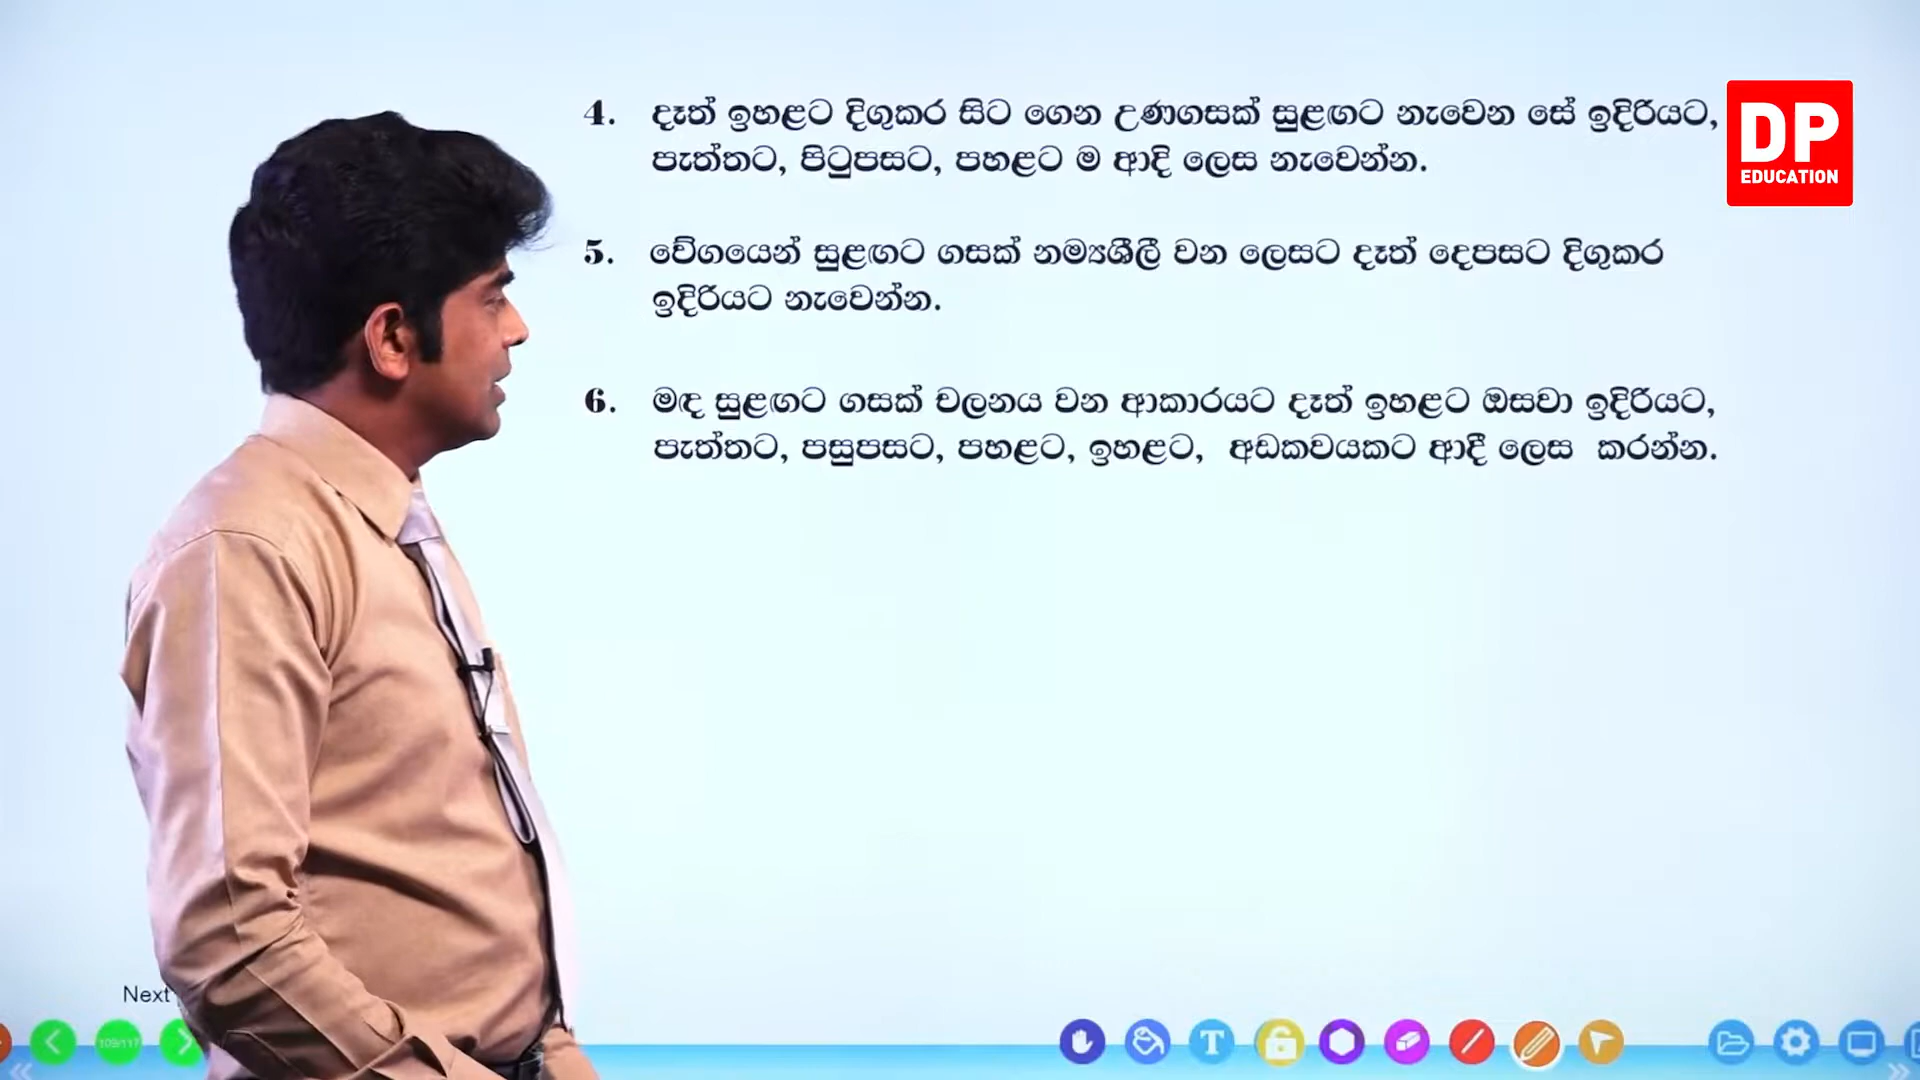 4. දෑත් ඉහළට දිගුකර සිට ගෙන උණගසක් සුළඟට නැවෙන සේ ඉදිරියට,
පැත්තට, පිටුපසට, පහළට ම ආදි ලෙස නැවෙන්න.
DP
EDUCATION
5. වේගයෙන් සුළඟට ගසක් නම්‍යශීලී වන ලෙසට දෑත් දෙපසට දිගුකර
ඉදිරියට නැවෙන්න.
6. මඳ සුළඟට ගසක් චලනය වන ආකාරයට දෑත් ඉහළට ඔසවා ඉදිරියට,
පැත්තට, පසුපසට, පහළට, ඉහළට, අඩකවයකට ආදී ලෙස කරන්න.
Next
109/117
T